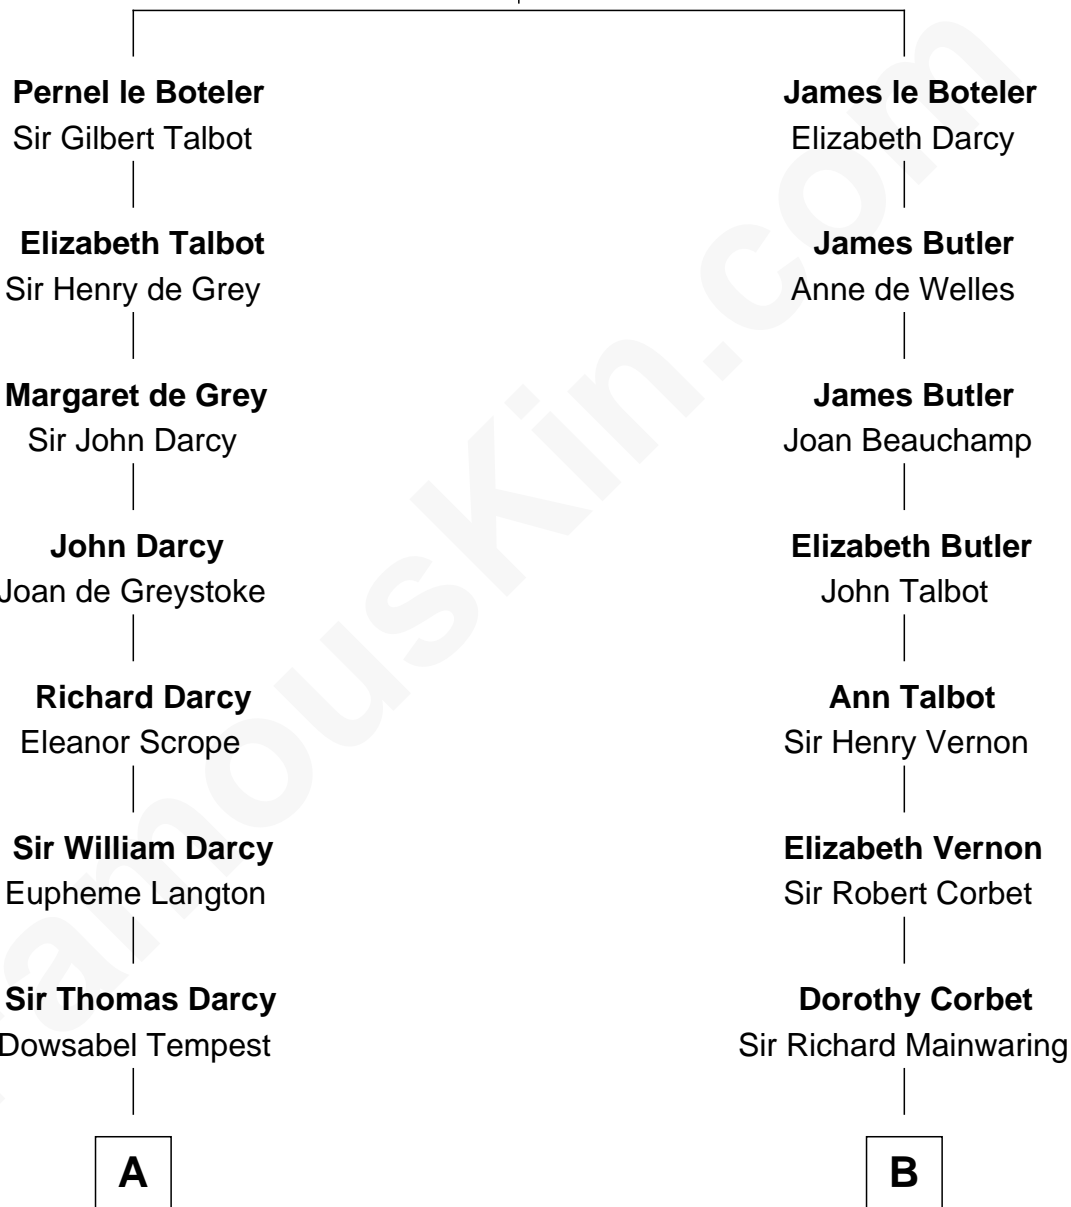 Pernel le Boteler
Sir Gilbert Talbot
James le Boteler
Elizabeth Darcy
Elizabeth Talbot
Sir Henry de Grey
James Butler
Anne de Welles
Margaret de Grey
Sir John Darcy
James Butler
Joan Beauchamp
John Darcy
Joan de Greystoke
Elizabeth Butler
John Talbot
Richard Darcy
Eleanor Scrope
Ann Talbot
Sir Henry Vernon
Sir William Darcy
Eupheme Langton
Elizabeth Vernon
Sir Robert Corbet
Sir Thomas Darcy
Dowsabel Tempest
Dorothy Corbet
Sir Richard Mainwaring
A
B
FamousKin.com